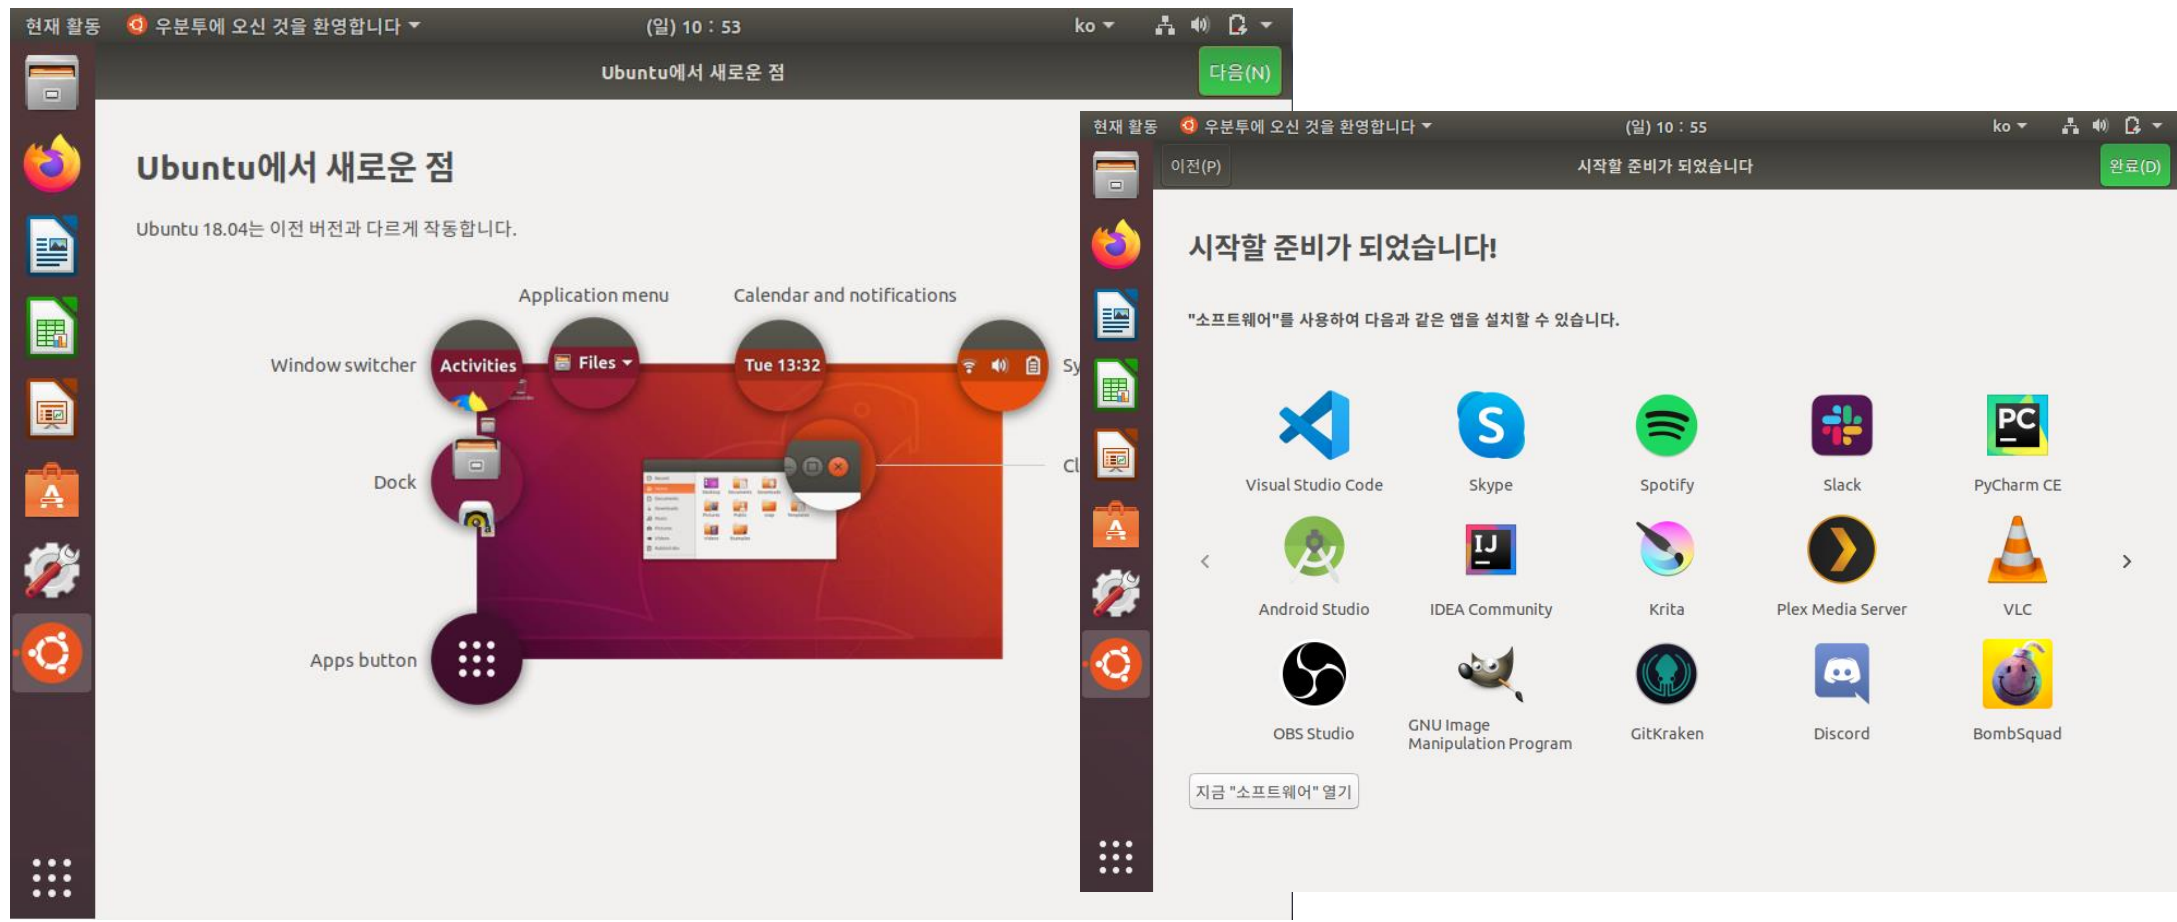 현재 활동
우분투에 오신 것을 환영합니다
(일) 10 : 53
ko
Ubuntu에서 새로운 점
다음(N)
Ubuntu에서 새로운 점
Ubuntu 18.04는 이전 버전과 다르게 작동합니다.
Application menu
Calendar and notifications
Window switcher
Activities
Files
Tue 13:32
Sy
Dock
Cl
Apps button
현재 활동
우분투에 오신 것을 환영합니다
(일) 10 : 55
ko
이전(P)
시작할 준비가 되었습니다
완료(D)
시작할 준비가 되었습니다!
"소프트웨어"를 사용하여 다음과 같은 앱을 설치할 수 있습니다.
Visual Studio Code
Skype
Spotify
Slack
PC
PyCharm CE
Android Studio
IJ
IDEA Community
Krita
Plex Media Server
VLC
OBS Studio
GNU Image
Manipulation Program
GitKraken
Discord
BombSquad
지금 "소프트웨어" 열기